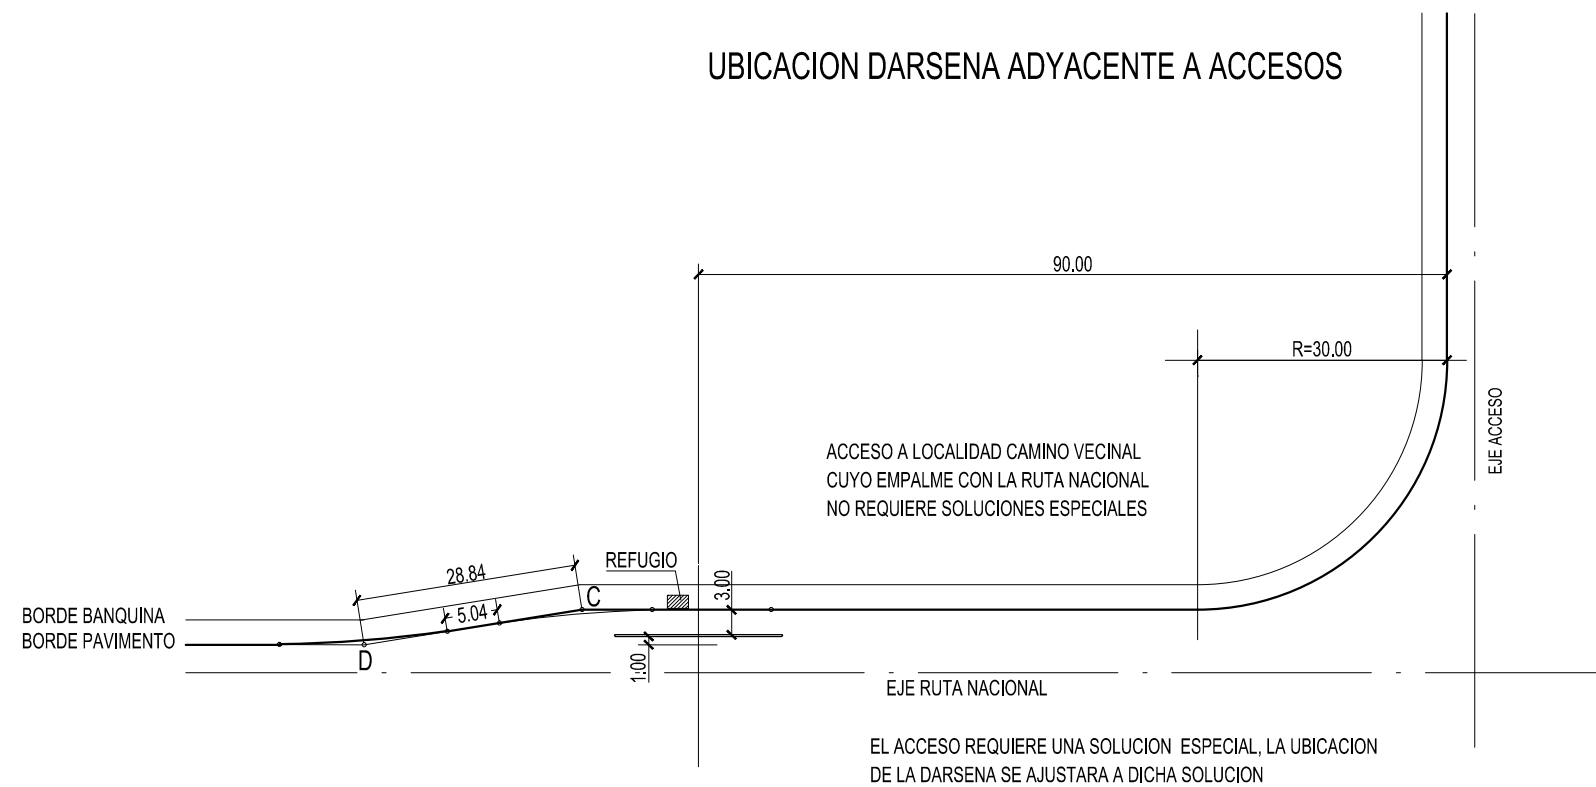 UBICACION DARSENA ADYACENTE A ACCESOS
90.00
R=30.00
EJE ACCESO
ACCESO A LOCALIDAD CAMINO VECINAL
CUYO EMPALME CON LA RUTA NACIONAL
NO REQUIERE SOLUCIONES ESPECIALES
28.84
REFUGIO
3.00
C
5.04
BORDE BANQUINA
BORDE PAVIMENTO
D
1.00
EJE RUTA NACIONAL
EL ACCESO REQUIERE UNA SOLUCION ESPECIAL, LA UBICACION
DE LA DARSENA SE AJUSTARA A DICHA SOLUCION